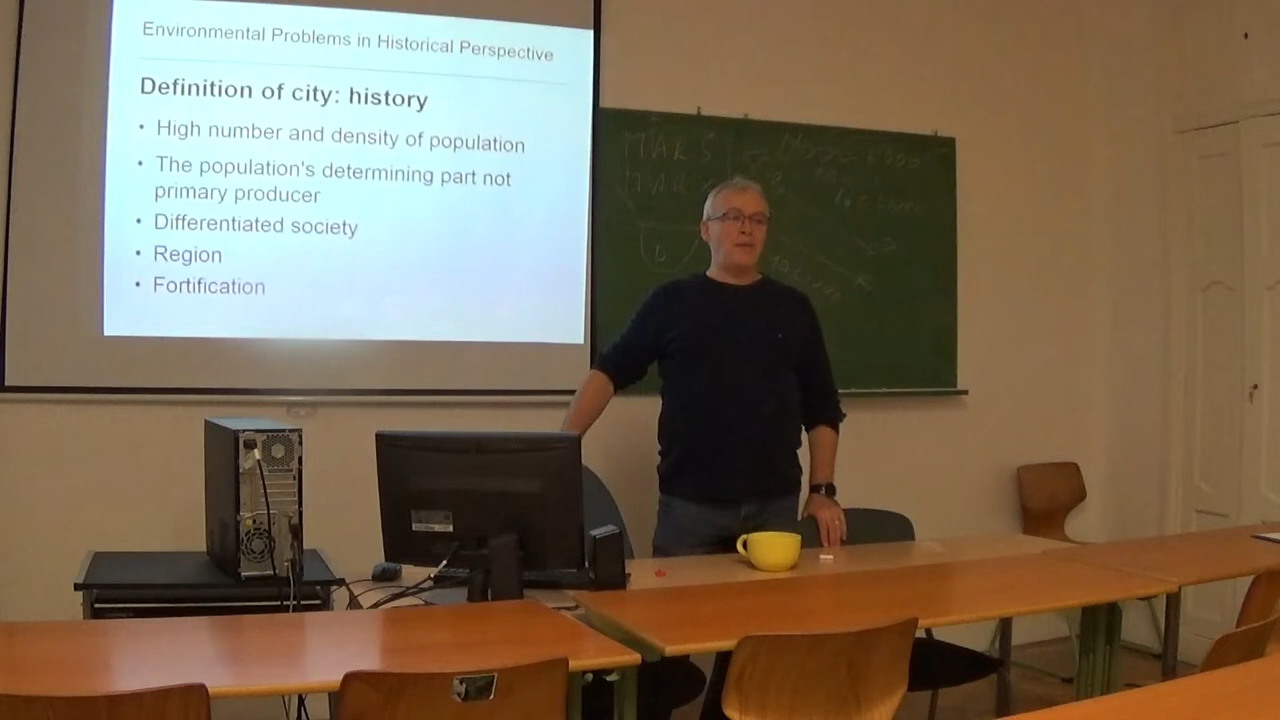 Environmental Problems in Historical Perspective
Definition of city: history
• High number and density of population
• The population's determining part not
primary producer
• Differentiated society
• Region
• Fortification
MARS
D